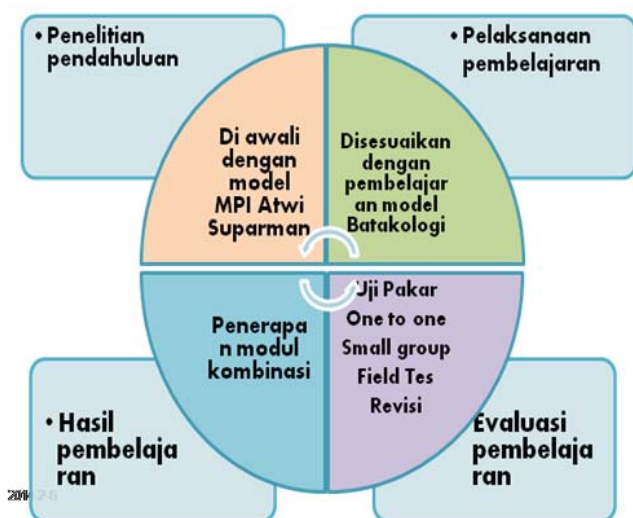 • Penelitian
pendahuluan
• Pelaksanaan
pembelajaran
Di awali
dengan
model
MPI Atwi
Suparman
Disesuaikan
dengan
pembelajar
an model
Batakologi
Penerapa
n modul
kombinasi
Uji Pakar
One to one
Small group
Field Tes
Revisi
• Hasil
pembelaja
ran
Evaluasi
pembelaja
ran